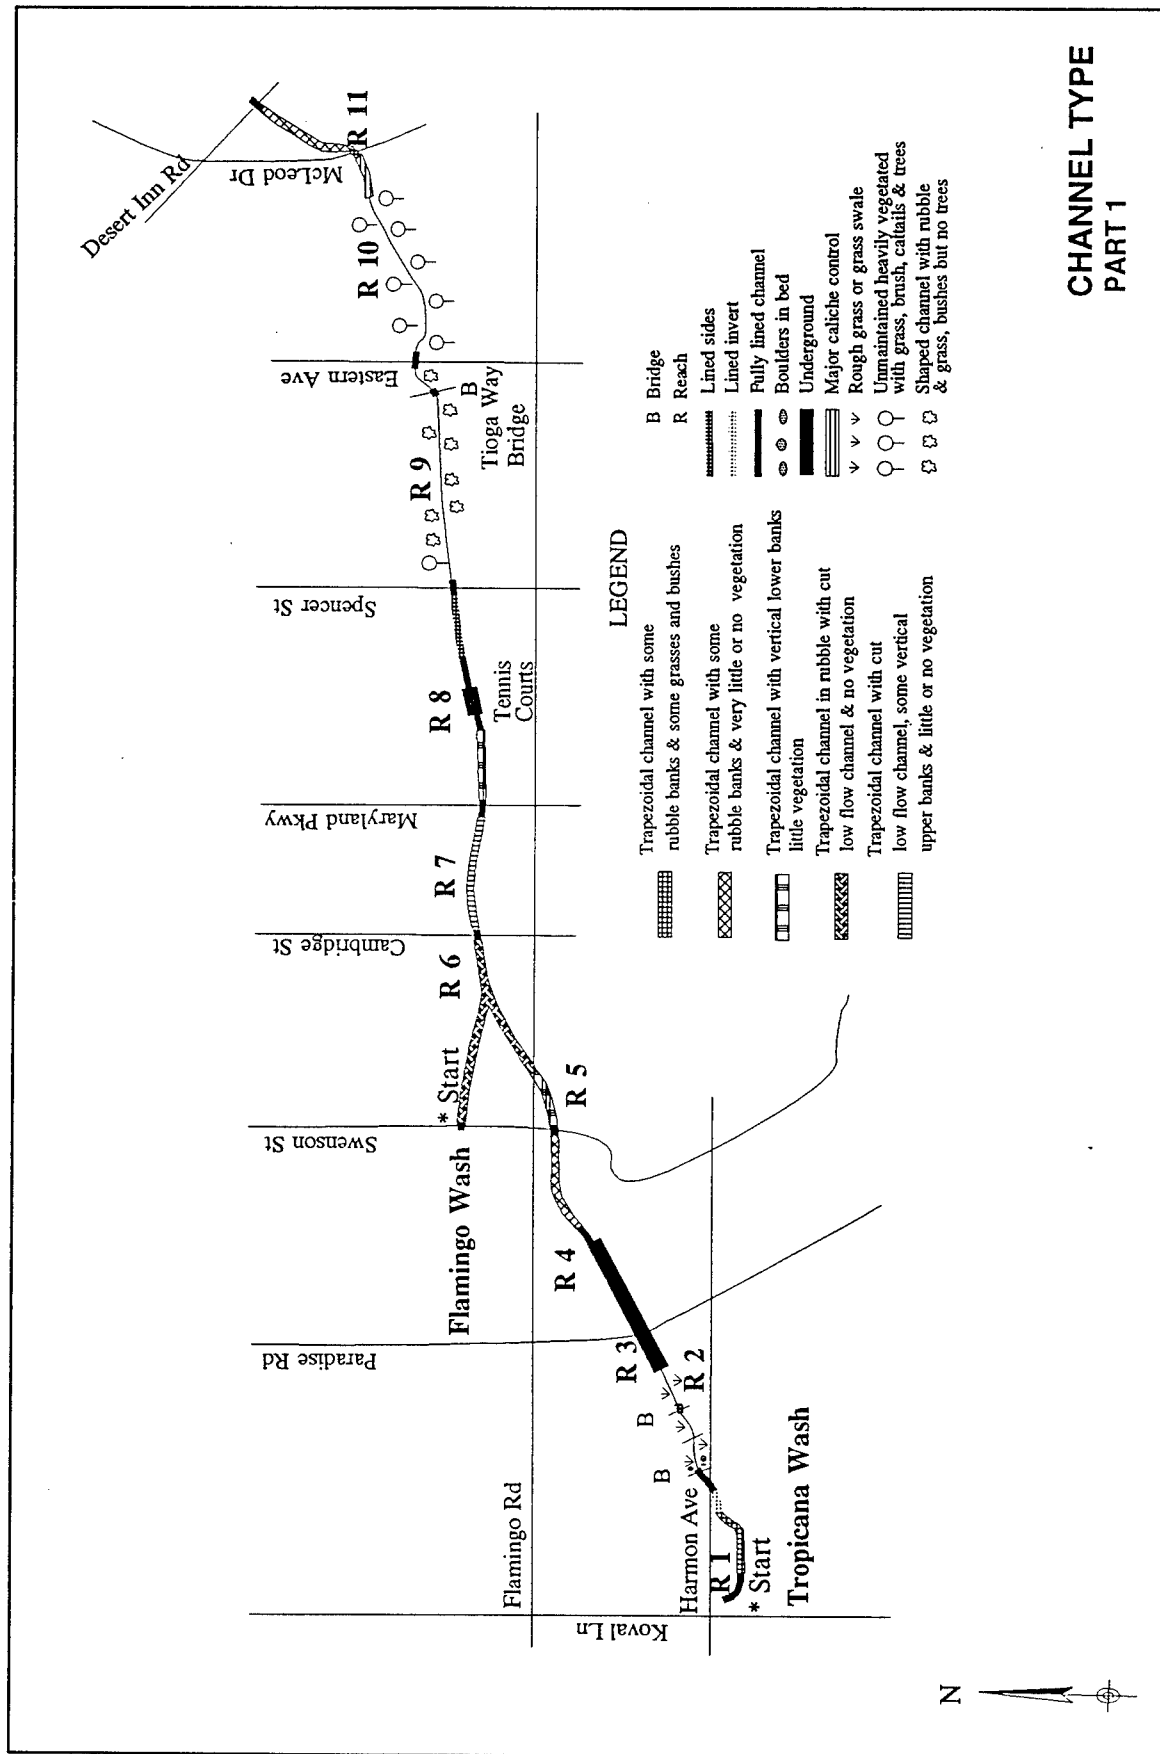 CHANNEL TYPE
PART 1
Desert Inn Rd
McLeod Dr
R 11
R 10
Eastern Ave
B
Tioga Way
Bridge
R 9
Spencer St
R 8
Tennis
Courts
Maryland Pkwy
R 7
Cambridge St
R 6
* Start
Flamingo Wash
Swenson St
R 5
R 4
Paradise Rd
R 3
R 2
B
B
Flamingo Rd
Harmon Ave
R 1
* Start
Tropicana Wash
Koval Ln
N
LEGEND
Trapezoidal channel with some
rubble banks & some grasses and bushes
Trapezoidal channel with some
rubble banks & very little or no vegetation
Trapezoidal channel with vertical lower banks
little vegetation
Trapezoidal channel in rubble with cut
low flow channel & no vegetation
Trapezoidal channel with cut
low flow channel, some vertical
upper banks & little or no vegetation
B Bridge
R Reach
Lined sides
Lined invert
Fully lined channel
Boulders in bed
Underground
Major caliche control
Rough grass or grass swale
Unmaintained heavily vegetated
with grass, brush, cattails & trees
Shaped channel with rubble
& grass, bushes but no trees